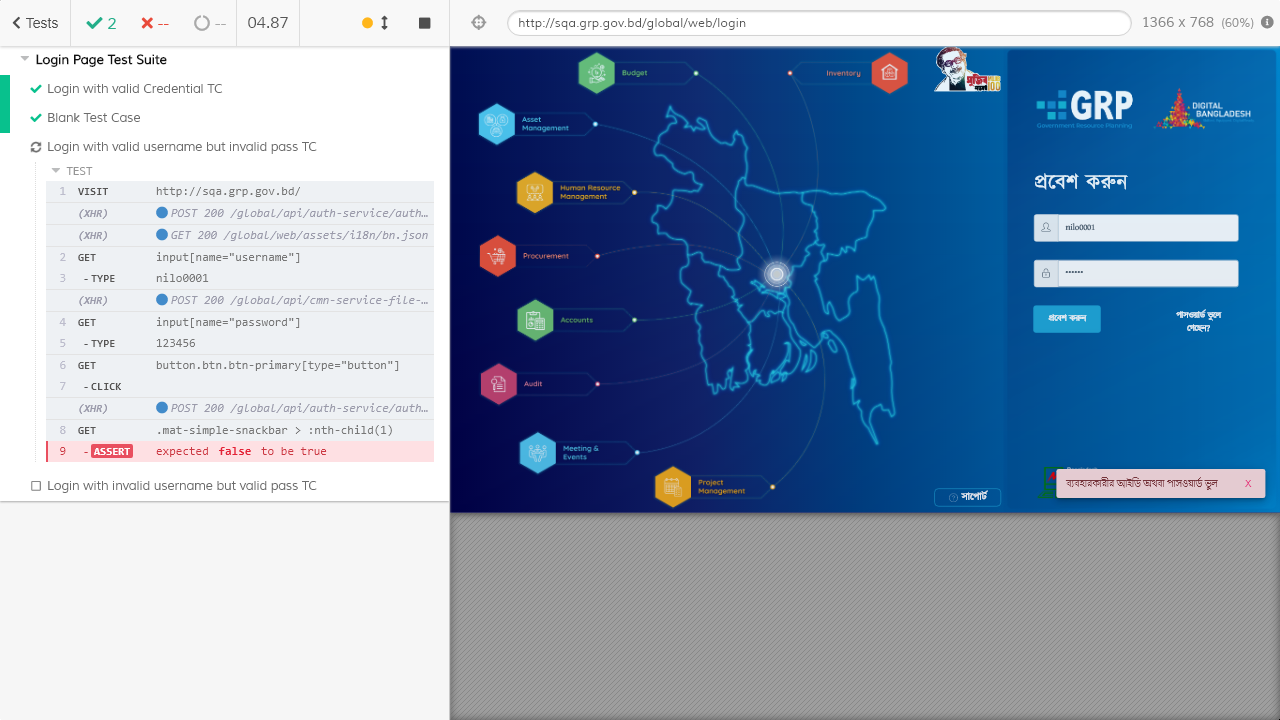 Tests
2
--
--
04.87
http://sqa.grp.gov.bd/global/web/login
1366 x 768 (60%)
Login Page Test Suite
Login with valid Credential TC
Blank Test Case
Login with valid username but invalid pass TC
TEST
1 VISIT http://sqa.grp.gov.bd/
(XHR) POST 200 /global/api/auth-service/auth…
(XHR) GET 200 /global/web/assets/i18n/bn.json
2 GET input[name="username"]
3 -TYPE nilo0001
(XHR) POST 200 /global/api/cmn-service-file-…
4 GET input[name="password"]
5 -TYPE 123456
6 GET button.btn.btn-primary[type="button"]
7 -CLICK
(XHR) POST 200 /global/api/auth-service/auth…
8 GET .mat-simple-snackbar > :nth-child(1)
9 -ASSERT expected false to be true
Login with invalid username but valid pass TC
Budget
Inventory
Asset
Management
Human Resource
Management
Procurement
Accounts
Audit
Meeting &
Events
Project
Management
সাপোর্ট
GRP
Government Resource Planning
DIGITAL
BANGLADESH
প্রবেশ করুন
nilo0001
••••••
প্রবেশ করুন
পাসওয়ার্ড ভুলে
গেছেন?
ব্যবহারকারীর আইডি অথবা পাসওয়ার্ড ভুল X